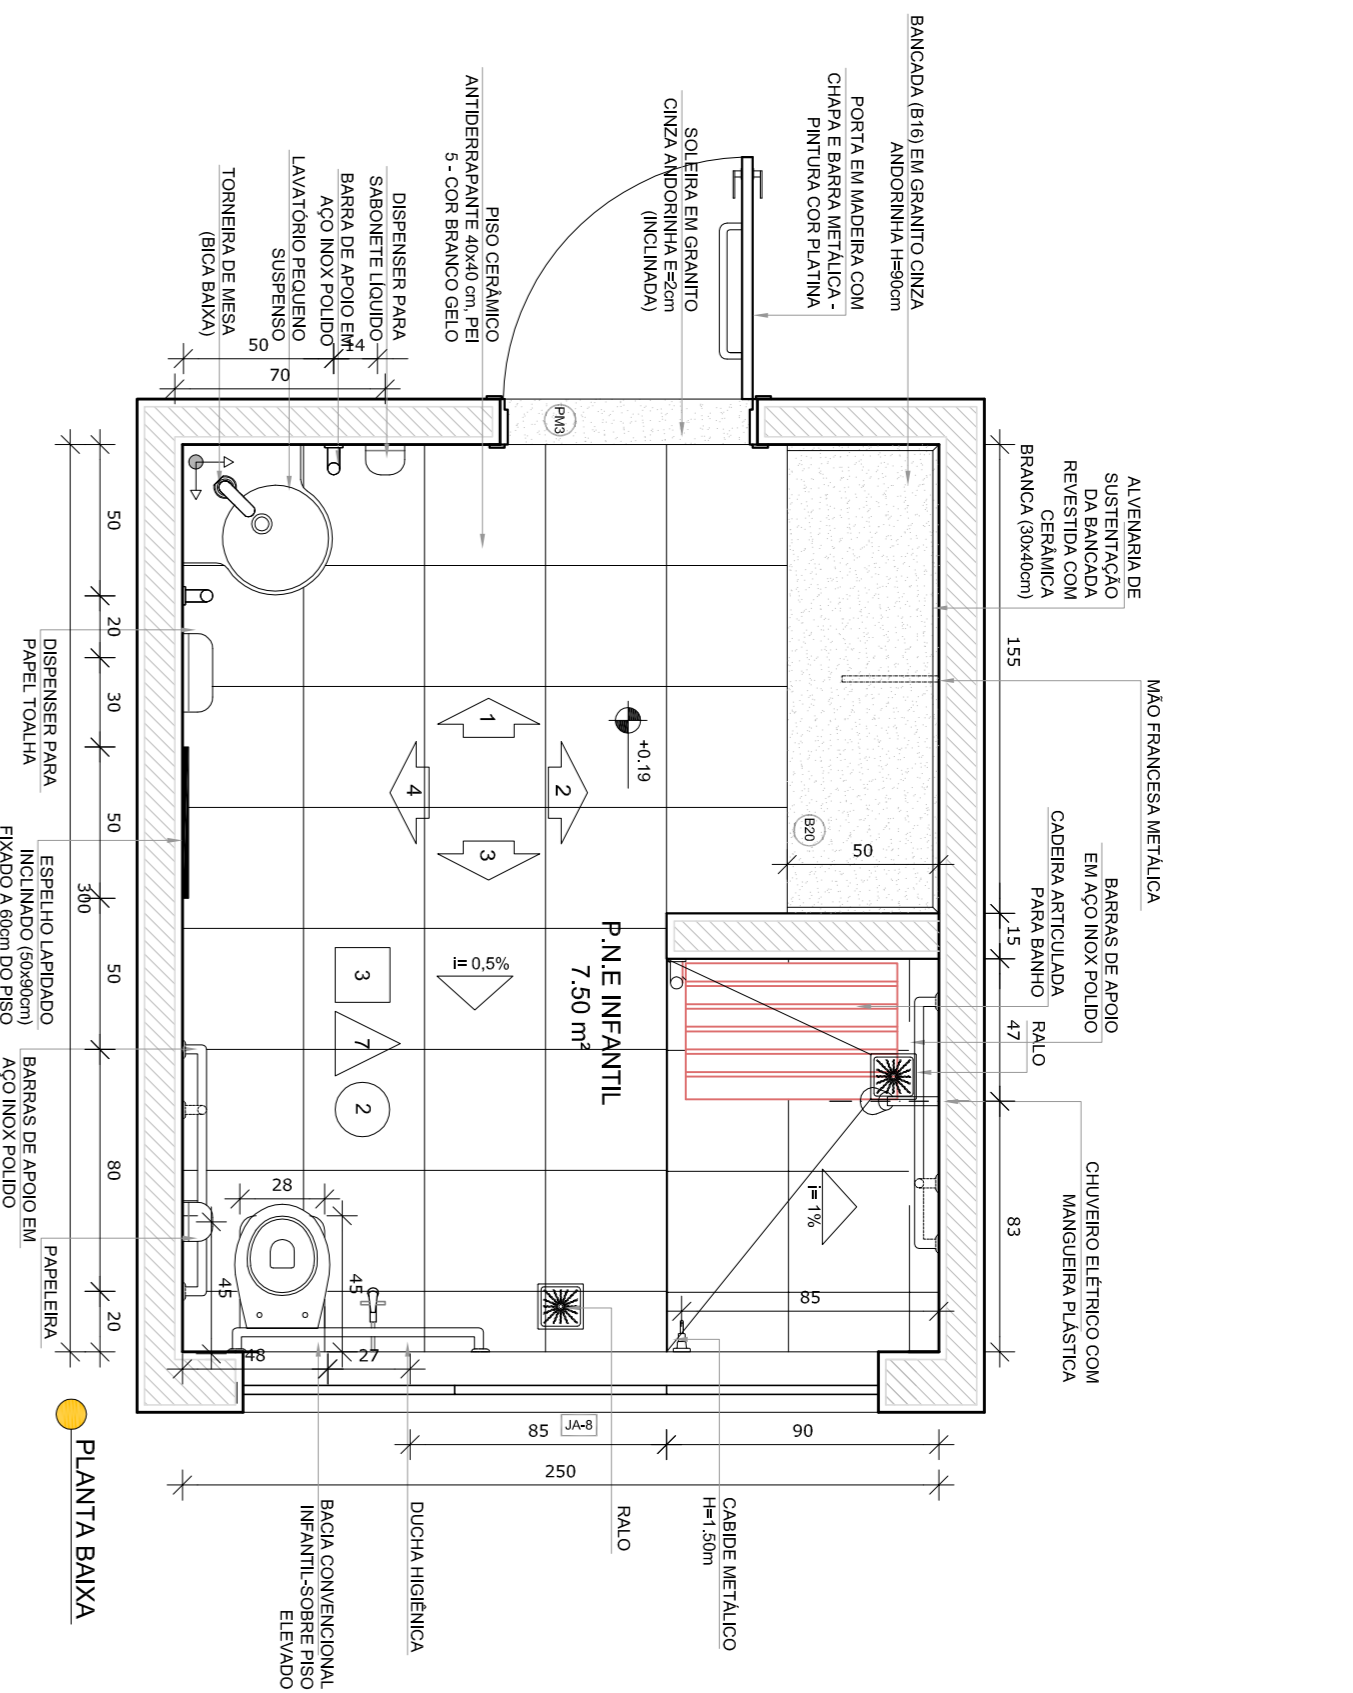 BANCADA (B16) EM GRANITO CINZA
ANDORINHA H=90cm
PORTA EM MADEIRA COM
CHAPA E BARRA METÁLICA -
PINTURA COR PLATINA
SOLEIRA EM GRANITO
CINZA ANDORINHA E=2cm
(INCLINADA)
PISO CERÂMICO
ANTIDERRAPANTE 40x40 cm, PEI
5 - COR BRANCO GELO
DISPENSER PARA
SABONETE LÍQUIDO
BARRA DE APOIO EM
AÇO INOX POLIDO
LAVATÓRIO PEQUENO
SUSPENSO
TORNEIRA DE MESA
(BICA BAIXA)
50
14
70
PM3
ALVENARIA DE
SUSTENTAÇÃO
DA BANCADA
REVESTIDA COM
CERÂMICA
BRANCA (30x40cm)
MÃO FRANCESA METÁLICA
CADEIRA ARTICULADA
PARA BANHO
BARRAS DE APOIO
EM AÇO INOX POLIDO
RALO
CHUVEIRO ELÉTRICO COM
MANGUEIRA PLÁSTICA
155
15
47
83
B20
50
+0.19
1
2
3
4
P.N.E INFANTIL
7.50 m²
i= 0,5%
3
7
2
i= 1%
85
28
45
45
48
27
50
20
30
50
50
80
20
300
DISPENSER PARA
PAPEL TOALHA
ESPELHO LAPIDADO
INCLINADO (50x90cm)
FIXADO A 60cm DO PISO
BARRAS DE APOIO EM
AÇO INOX POLIDO
PAPELEIRA
JA-8
85
90
250
CABIDE METÁLICO
H=1.50m
RALO
DUCHA HIGIÊNICA
BACIA CONVENCIONAL
INFANTIL-SOBRE PISO
ELEVADO
PLANTA BAIXA